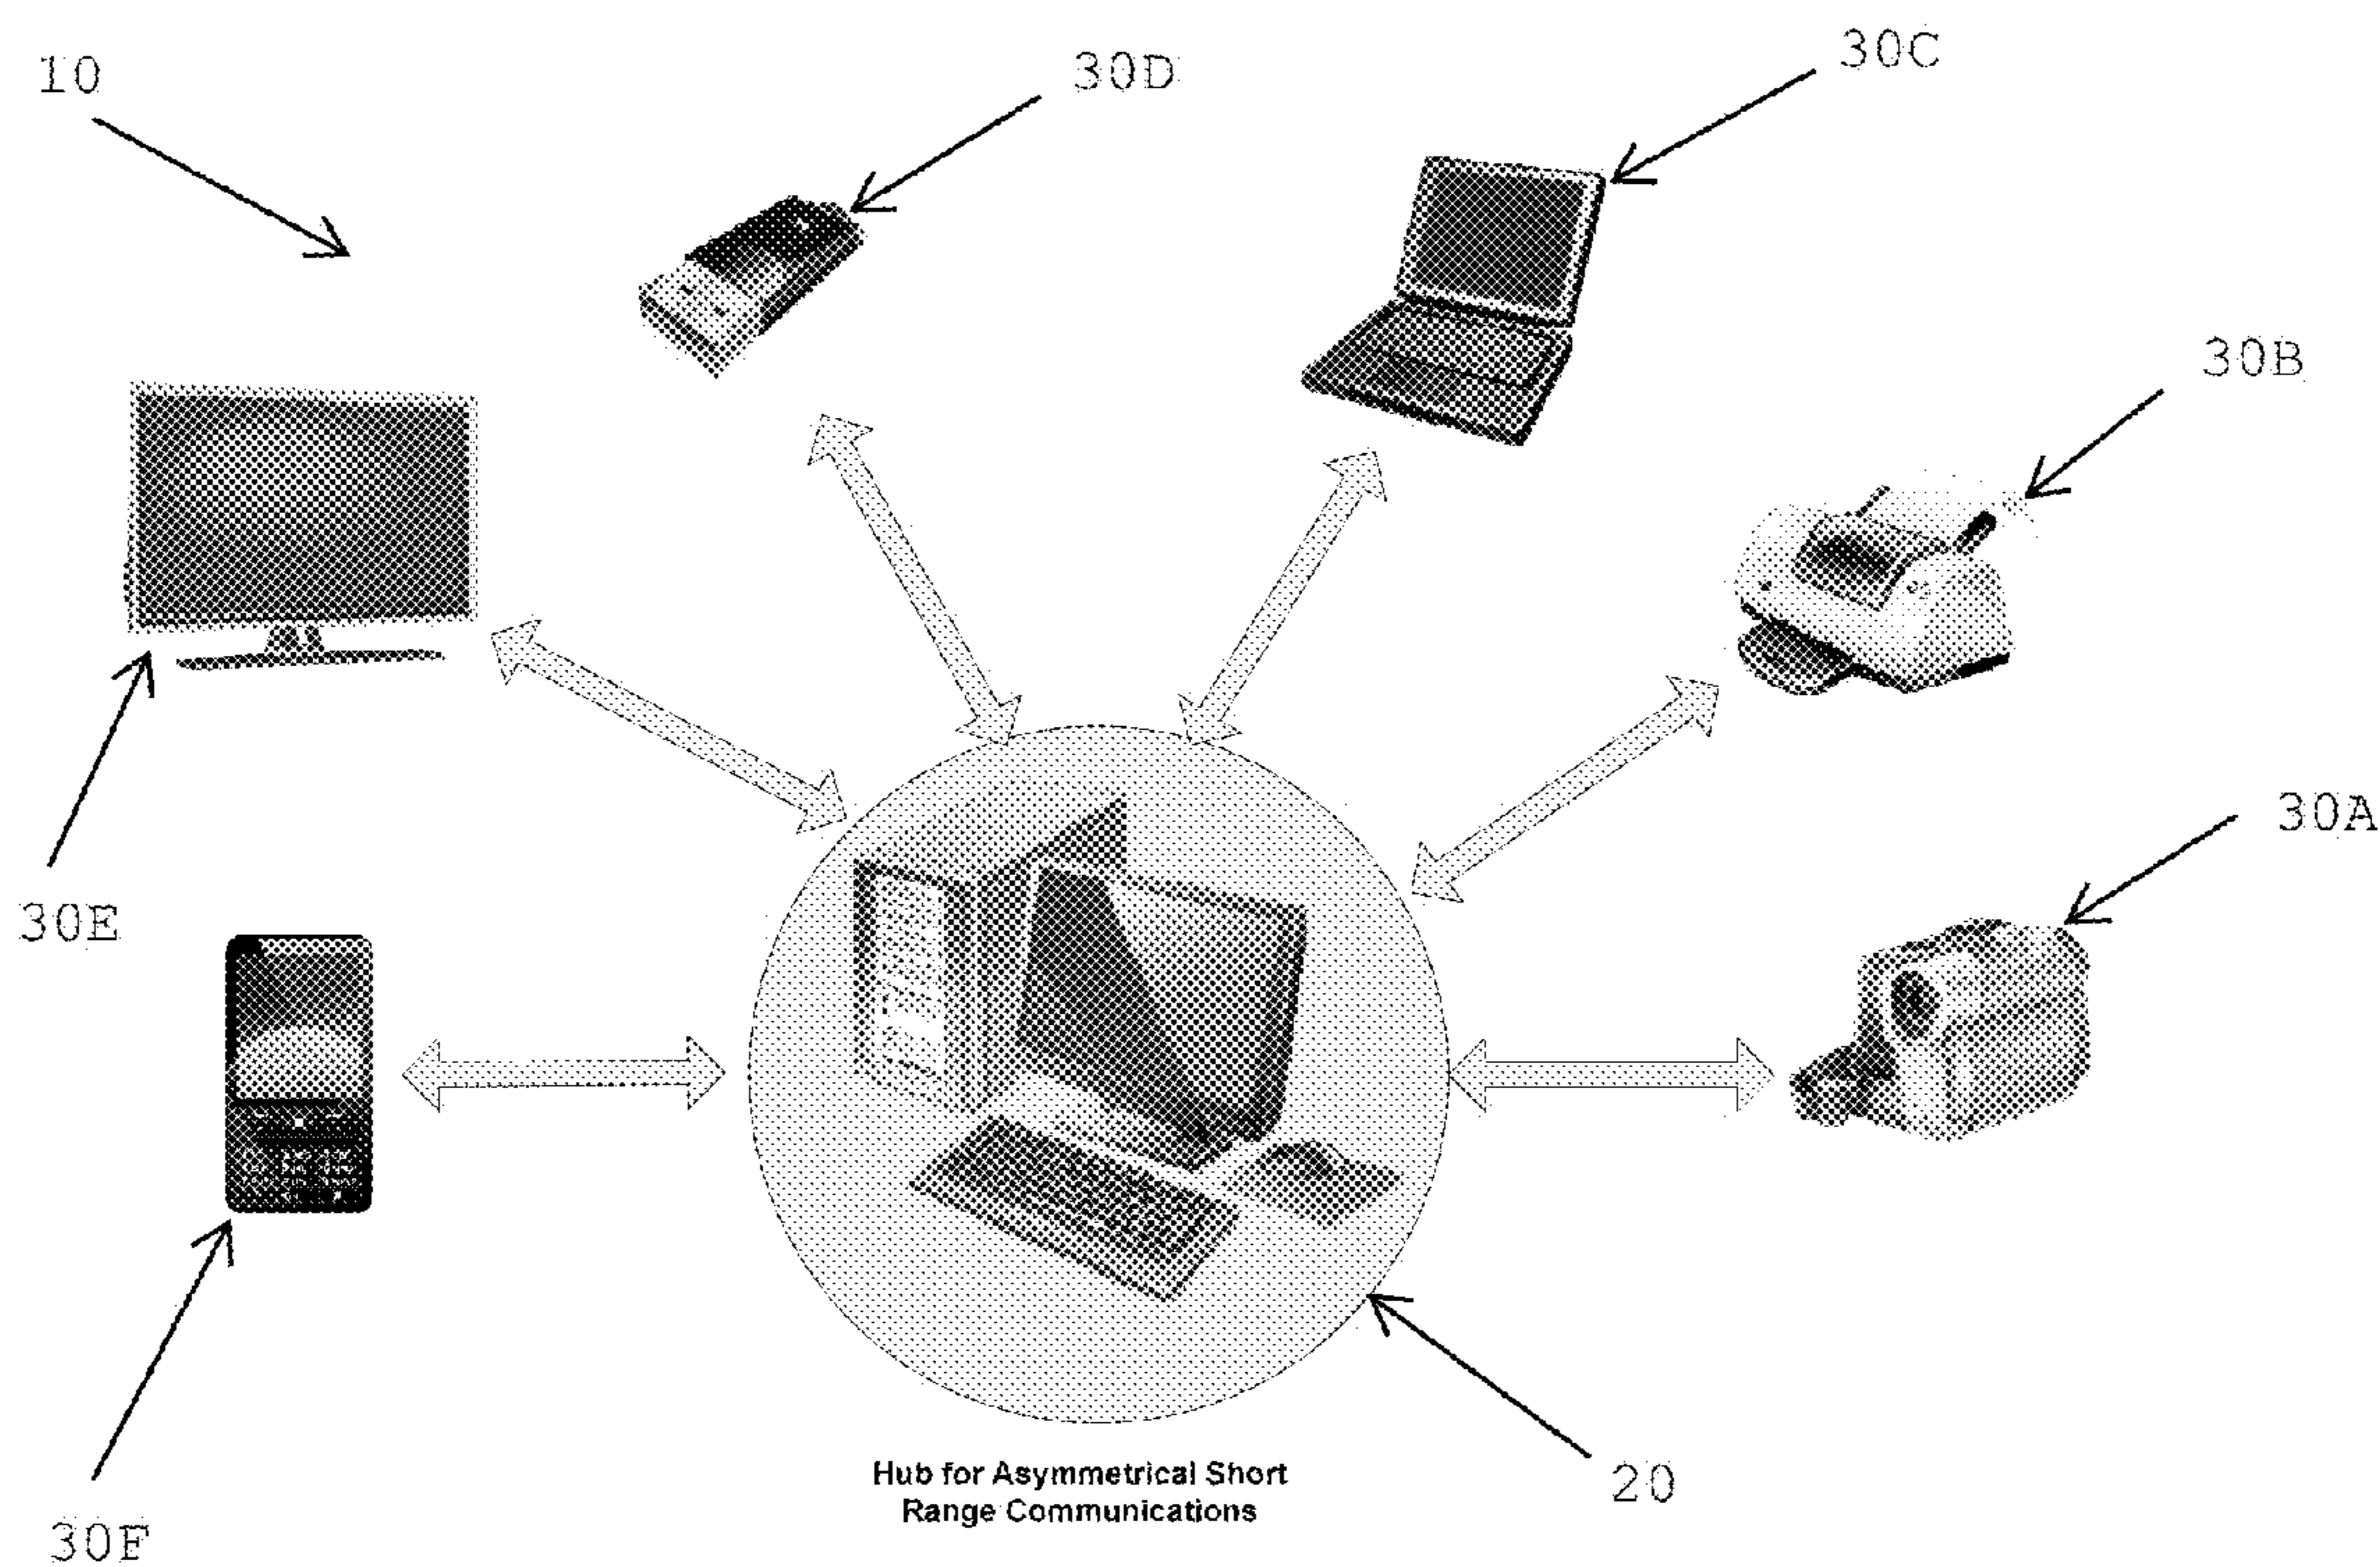 10
30D
30C
30B
30A
30E
30F
Hub for Asymmetrical Short
Range Communications
20